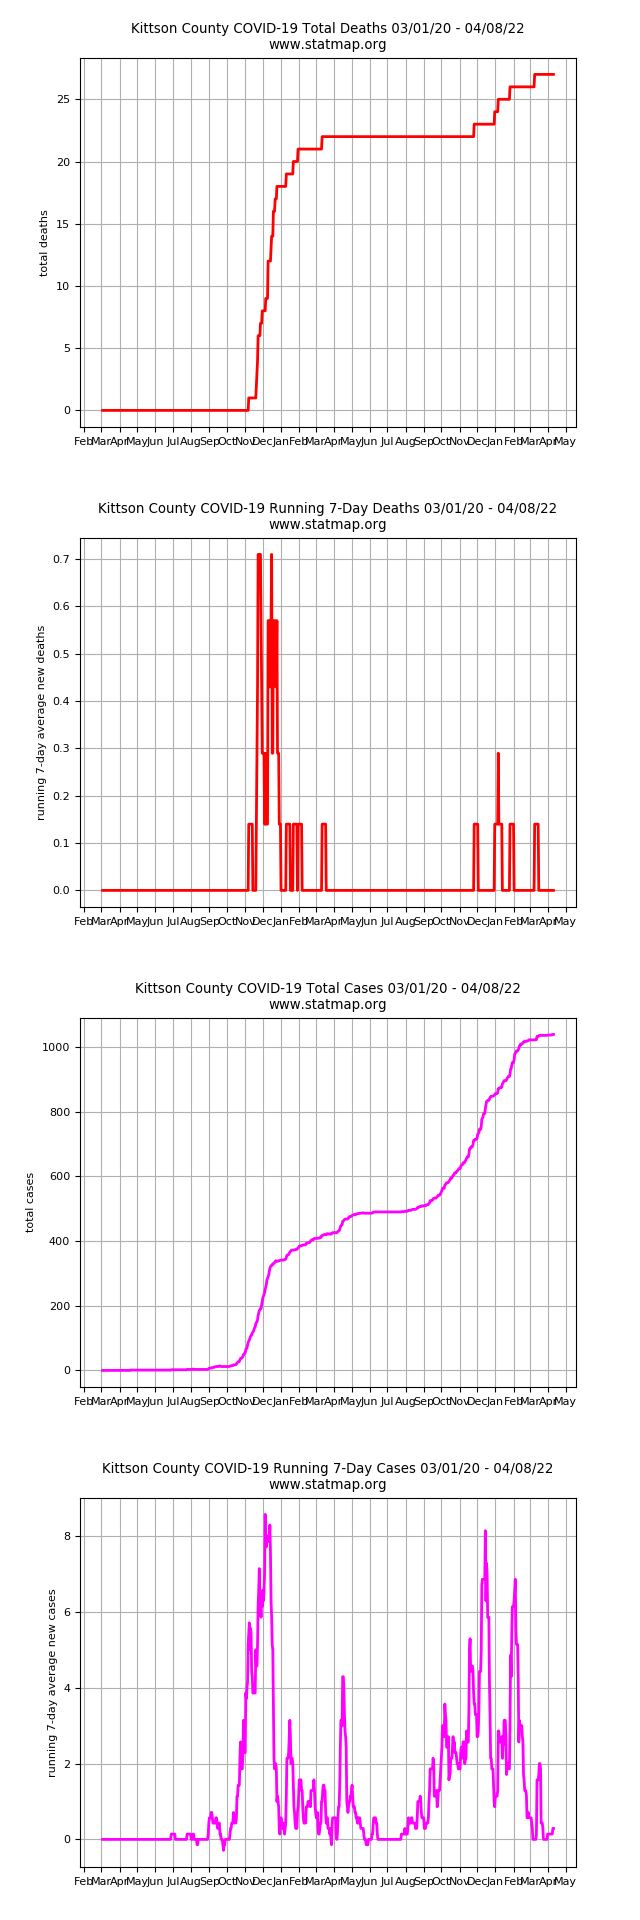 Kittson County COVID-19 Total Deaths 03/01/20 - 04/08/22
www.statmap.org
total deaths
25
20
15
10
5
0
Feb Mar Apr May Jun Jul Aug Sep Oct Nov Dec Jan Feb Mar Apr May Jun Jul Aug Sep Oct Nov Dec Jan Feb Mar Apr May
Kittson County COVID-19 Running 7-Day Deaths 03/01/20 - 04/08/22
www.statmap.org
running 7-day average new deaths
0.7
0.6
0.5
0.4
0.3
0.2
0.1
0.0
Feb Mar Apr May Jun Jul Aug Sep Oct Nov Dec Jan Feb Mar Apr May Jun Jul Aug Sep Oct Nov Dec Jan Feb Mar Apr May
Kittson County COVID-19 Total Cases 03/01/20 - 04/08/22
www.statmap.org
total cases
1000
800
600
400
200
0
Feb Mar Apr May Jun Jul Aug Sep Oct Nov Dec Jan Feb Mar Apr May Jun Jul Aug Sep Oct Nov Dec Jan Feb Mar Apr May
Kittson County COVID-19 Running 7-Day Cases 03/01/20 - 04/08/22
www.statmap.org
running 7-day average new cases
8
6
4
2
0
Feb Mar Apr May Jun Jul Aug Sep Oct Nov Dec Jan Feb Mar Apr May Jun Jul Aug Sep Oct Nov Dec Jan Feb Mar Apr May